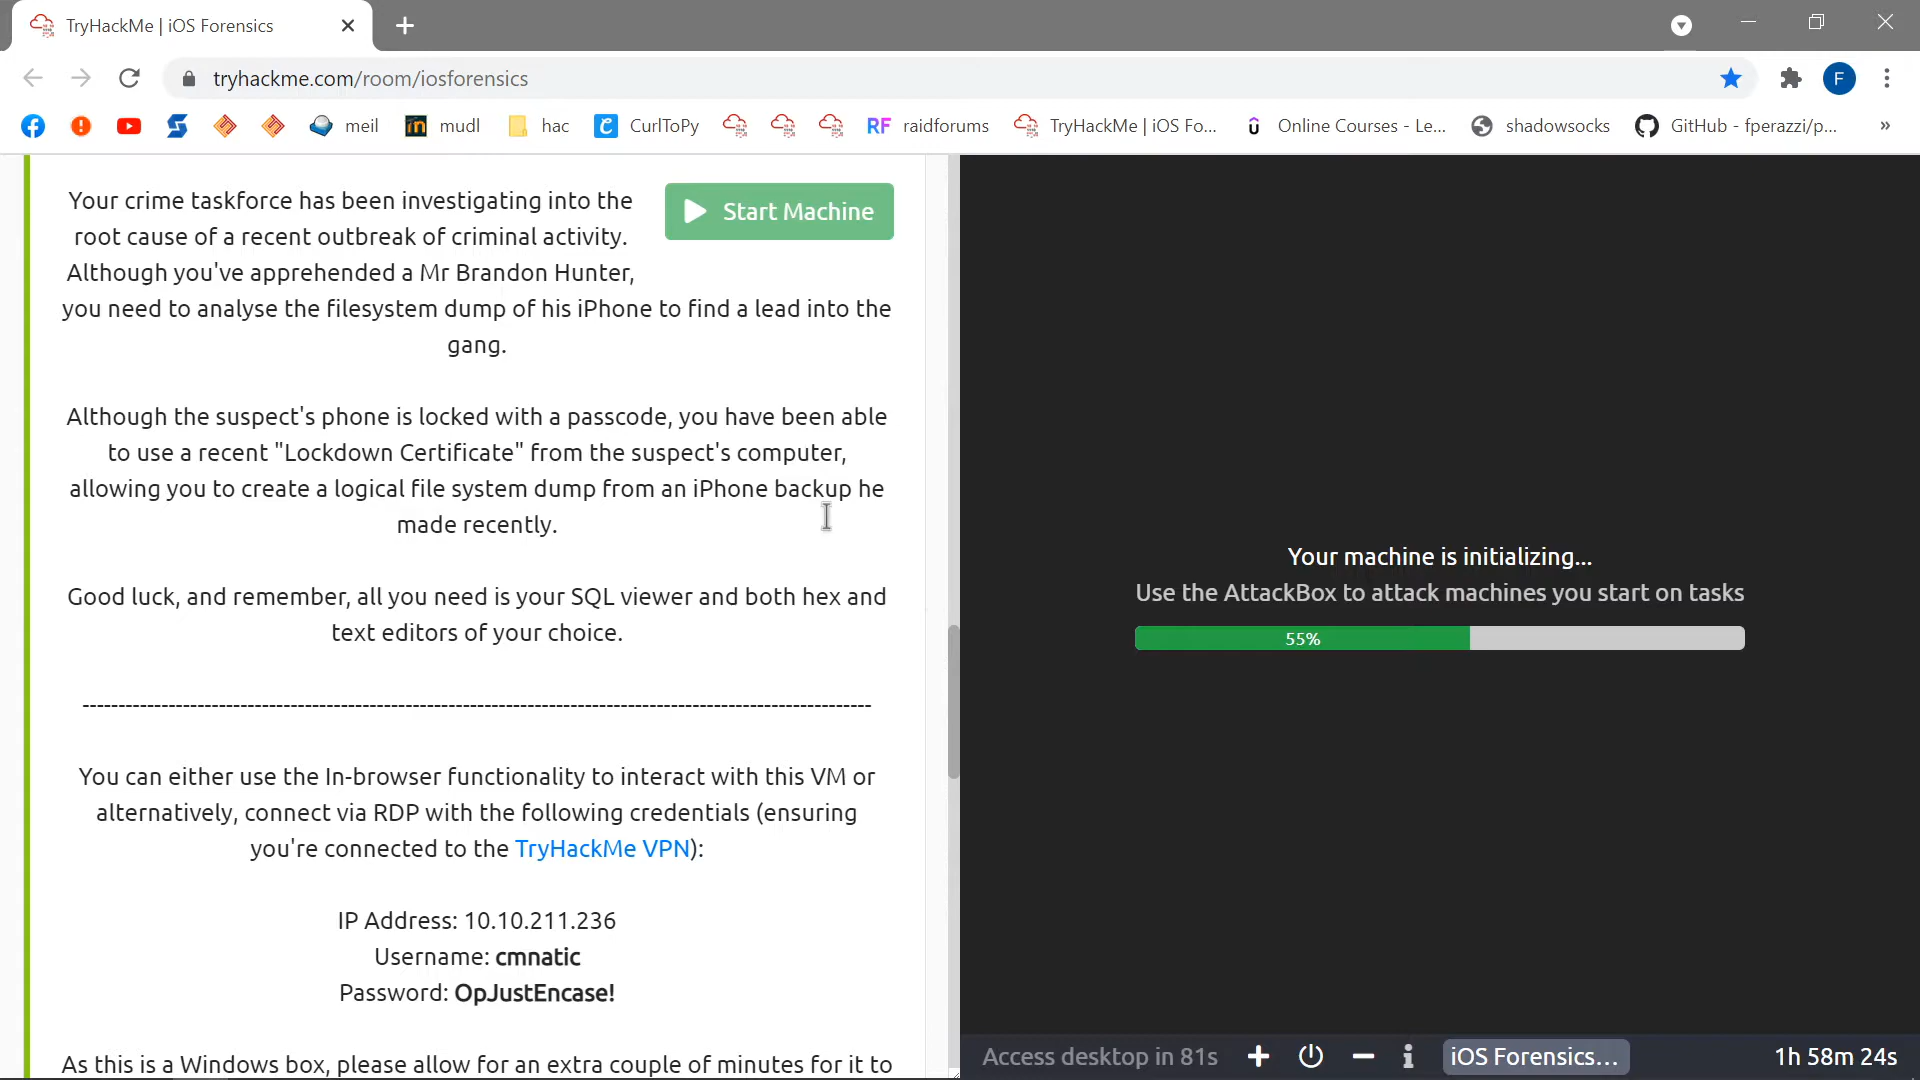 TryHackMe | iOS Forensics
tryhackme.com/room/iosforensics
F
meil
mudl
hac
CurlToPy
RF raidforums
TryHackMe | iOS Fo...
Online Courses - Le...
shadowsocks
GitHub - fperazzi/p...
»
Your crime taskforce has been investigating into the
root cause of a recent outbreak of criminal activity.
Although you've apprehended a Mr Brandon Hunter,
you need to analyse the filesystem dump of his iPhone to find a lead into the
gang.
Start Machine
Although the suspect's phone is locked with a passcode, you have been able
to use a recent "Lockdown Certificate" from the suspect's computer,
allowing you to create a logical file system dump from an iPhone backup he
made recently.
Good luck, and remember, all you need is your SQL viewer and both hex and
text editors of your choice.
--------------------------------------------------------------------------------------------------------------
You can either use the In-browser functionality to interact with this VM or
alternatively, connect via RDP with the following credentials (ensuring
you're connected to the TryHackMe VPN):
IP Address: 10.10.211.236
Username: cmnatic
Password: OpJustEncase!
As this is a Windows box, please allow for an extra couple of minutes for it to
Your machine is initializing...
Use the AttackBox to attack machines you start on tasks
55%
Access desktop in 81s
iOS Forensics...
1h 58m 24s